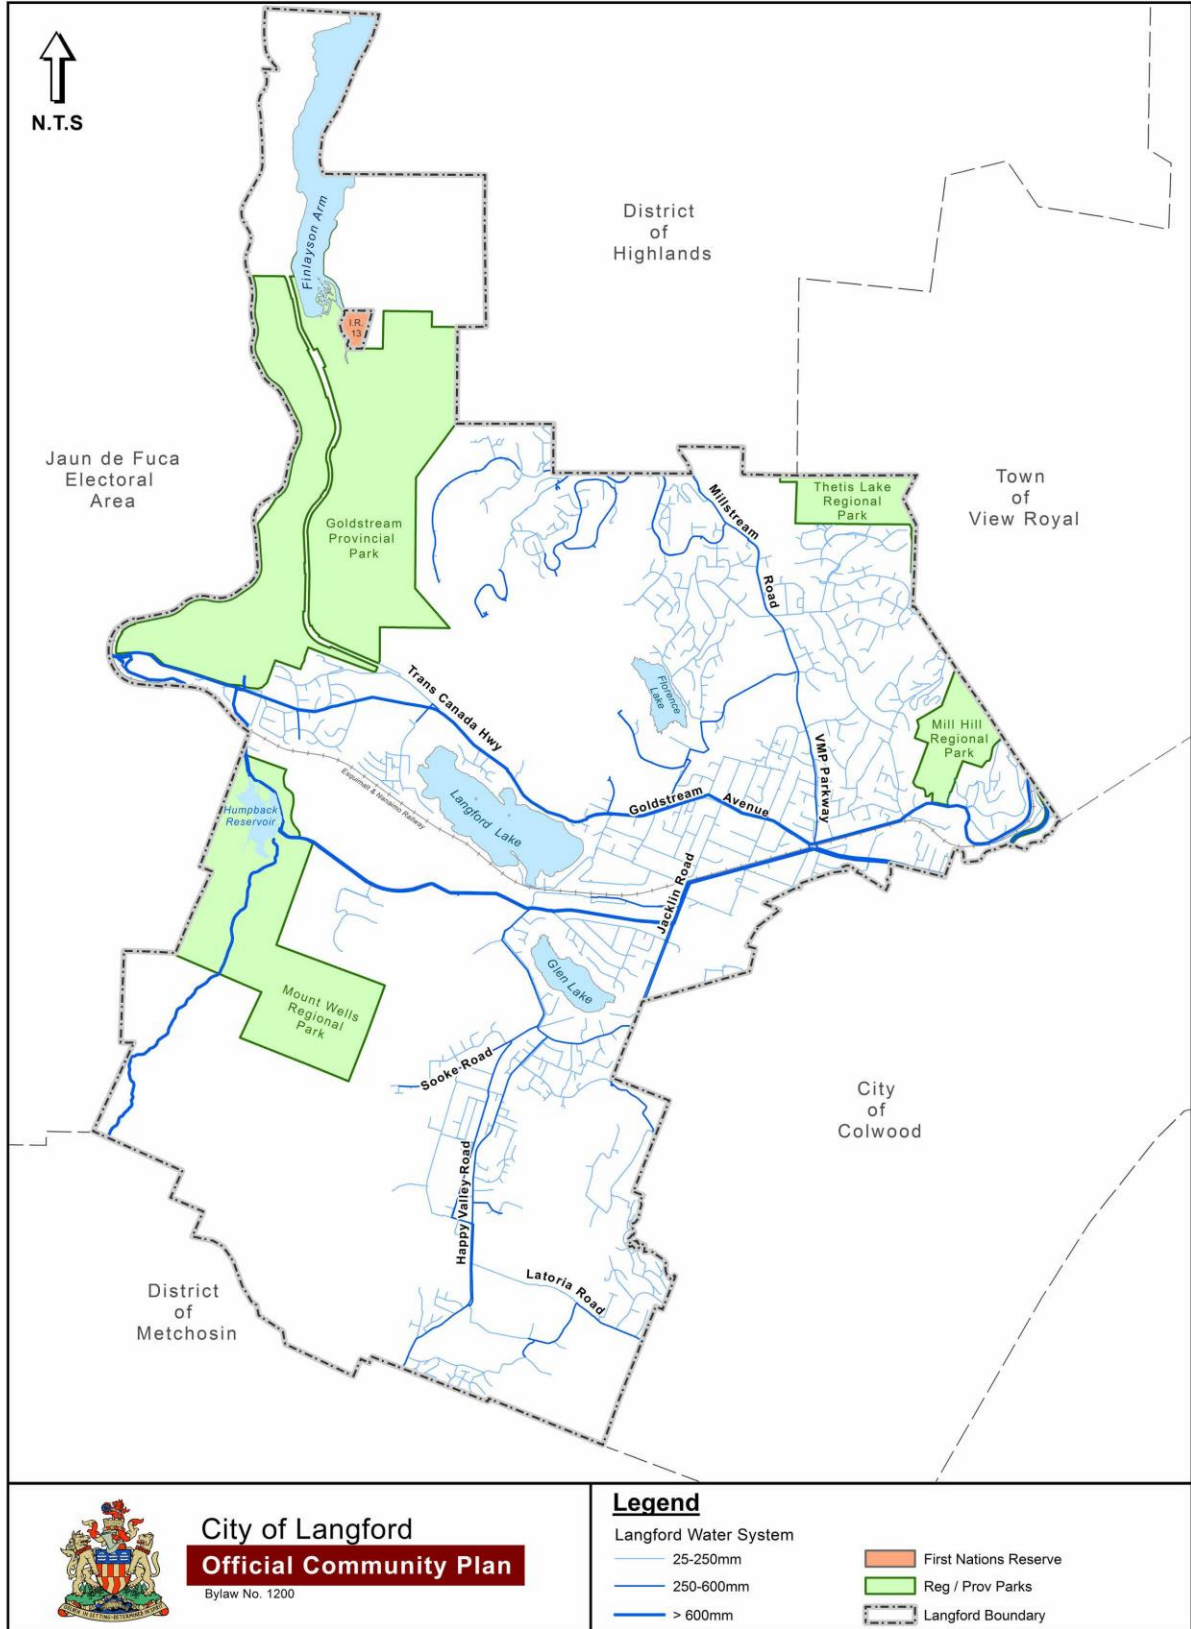 N.T.S
Finlayson Arm
I.R.
13
District
of
Highlands
Jaun de Fuca
Electoral
Area
Goldstream
Provincial
Park
Millstream
Road
Thetis Lake
Regional
Park
Town
of
View Royal
Trans Canada Hwy
Florence
Lake
Mill Hill
Regional
Park
VMP Parkway
Esquimalt & Nanaimo Railway
Humpback
Reservoir
Langford Lake
Goldstream Avenue
Jacklin Road
Glen Lake
Mount Wells
Regional
Park
Sooke Road
City
of
Colwood
Happy Valley Road
Latoria Road
District
of
Metchosin
City of Langford
Official Community Plan
Bylaw No. 1200
Legend
Langford Water System
25-250mm
250-600mm
> 600mm
First Nations Reserve
Reg / Prov Parks
Langford Boundary